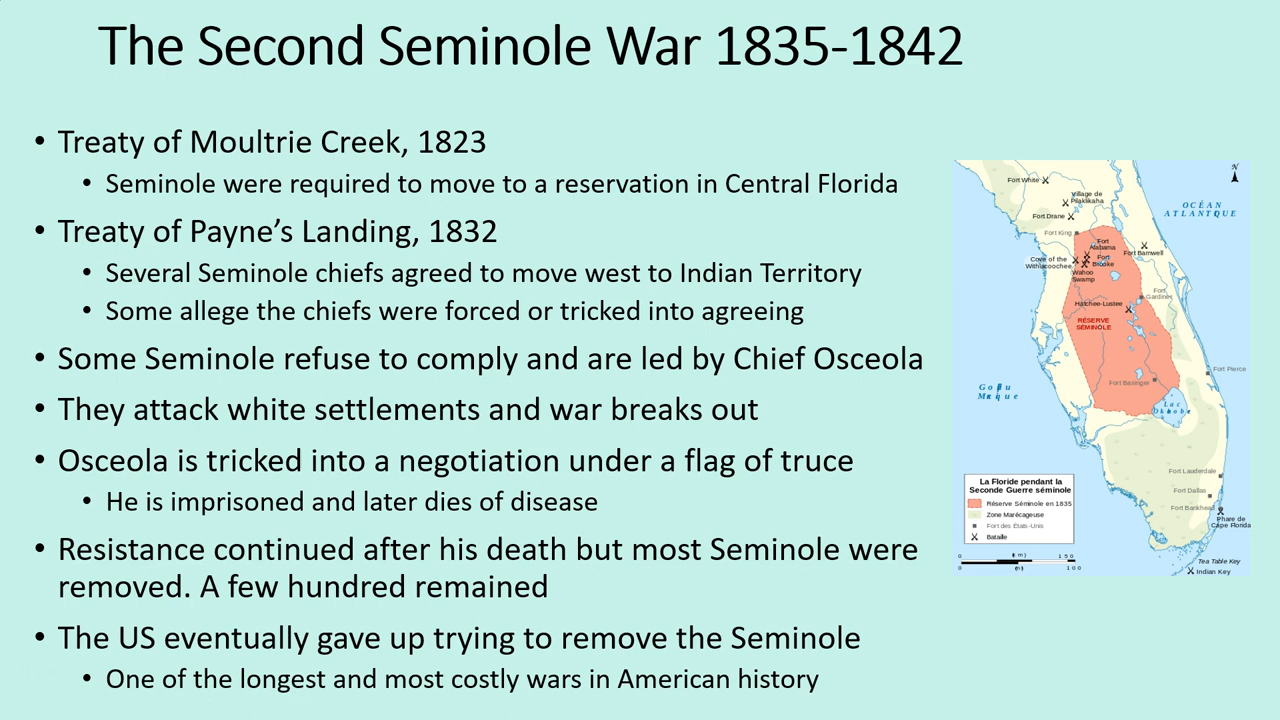 The Second Seminole War 1835-1842
• Treaty of Moultrie Creek, 1823
• Seminole were required to move to a reservation in Central Florida
• Treaty of Payne’s Landing, 1832
• Several Seminole chiefs agreed to move west to Indian Territory
• Some allege the chiefs were forced or tricked into agreeing
• Some Seminole refuse to comply and are led by Chief Osceola
• They attack white settlements and war breaks out
• Osceola is tricked into a negotiation under a flag of truce
• He is imprisoned and later dies of disease
• Resistance continued after his death but most Seminole were
removed. A few hundred remained
• The US eventually gave up trying to remove the Seminole
• One of the longest and most costly wars in American history
N
Fort White
Village de
Pilaklikaha
OCÉAN
ATLANTIQUE
Fort Drane
Fort King
Fort
Alabama
Fort Barnwell
Cove of the
Withlacoochee
Fort
Brooke
Wahoo
Swamp
Fort
Gardiner
Hatchee-Lustee
RÉSERVE
SÉMINOLE
Fort Pierce
Fort Basinger
Lac
Fort Lauderdale
Fort Dallas
Fort Bankhead
Phare de
Cape Florida
Tea Table Key
Indian Key
La Floride pendant la
Seconde Guerre séminole
Réserve Séminole en 1835
Zone Marécageuse
Fort des États-Unis
Bataille
0 150
0 100